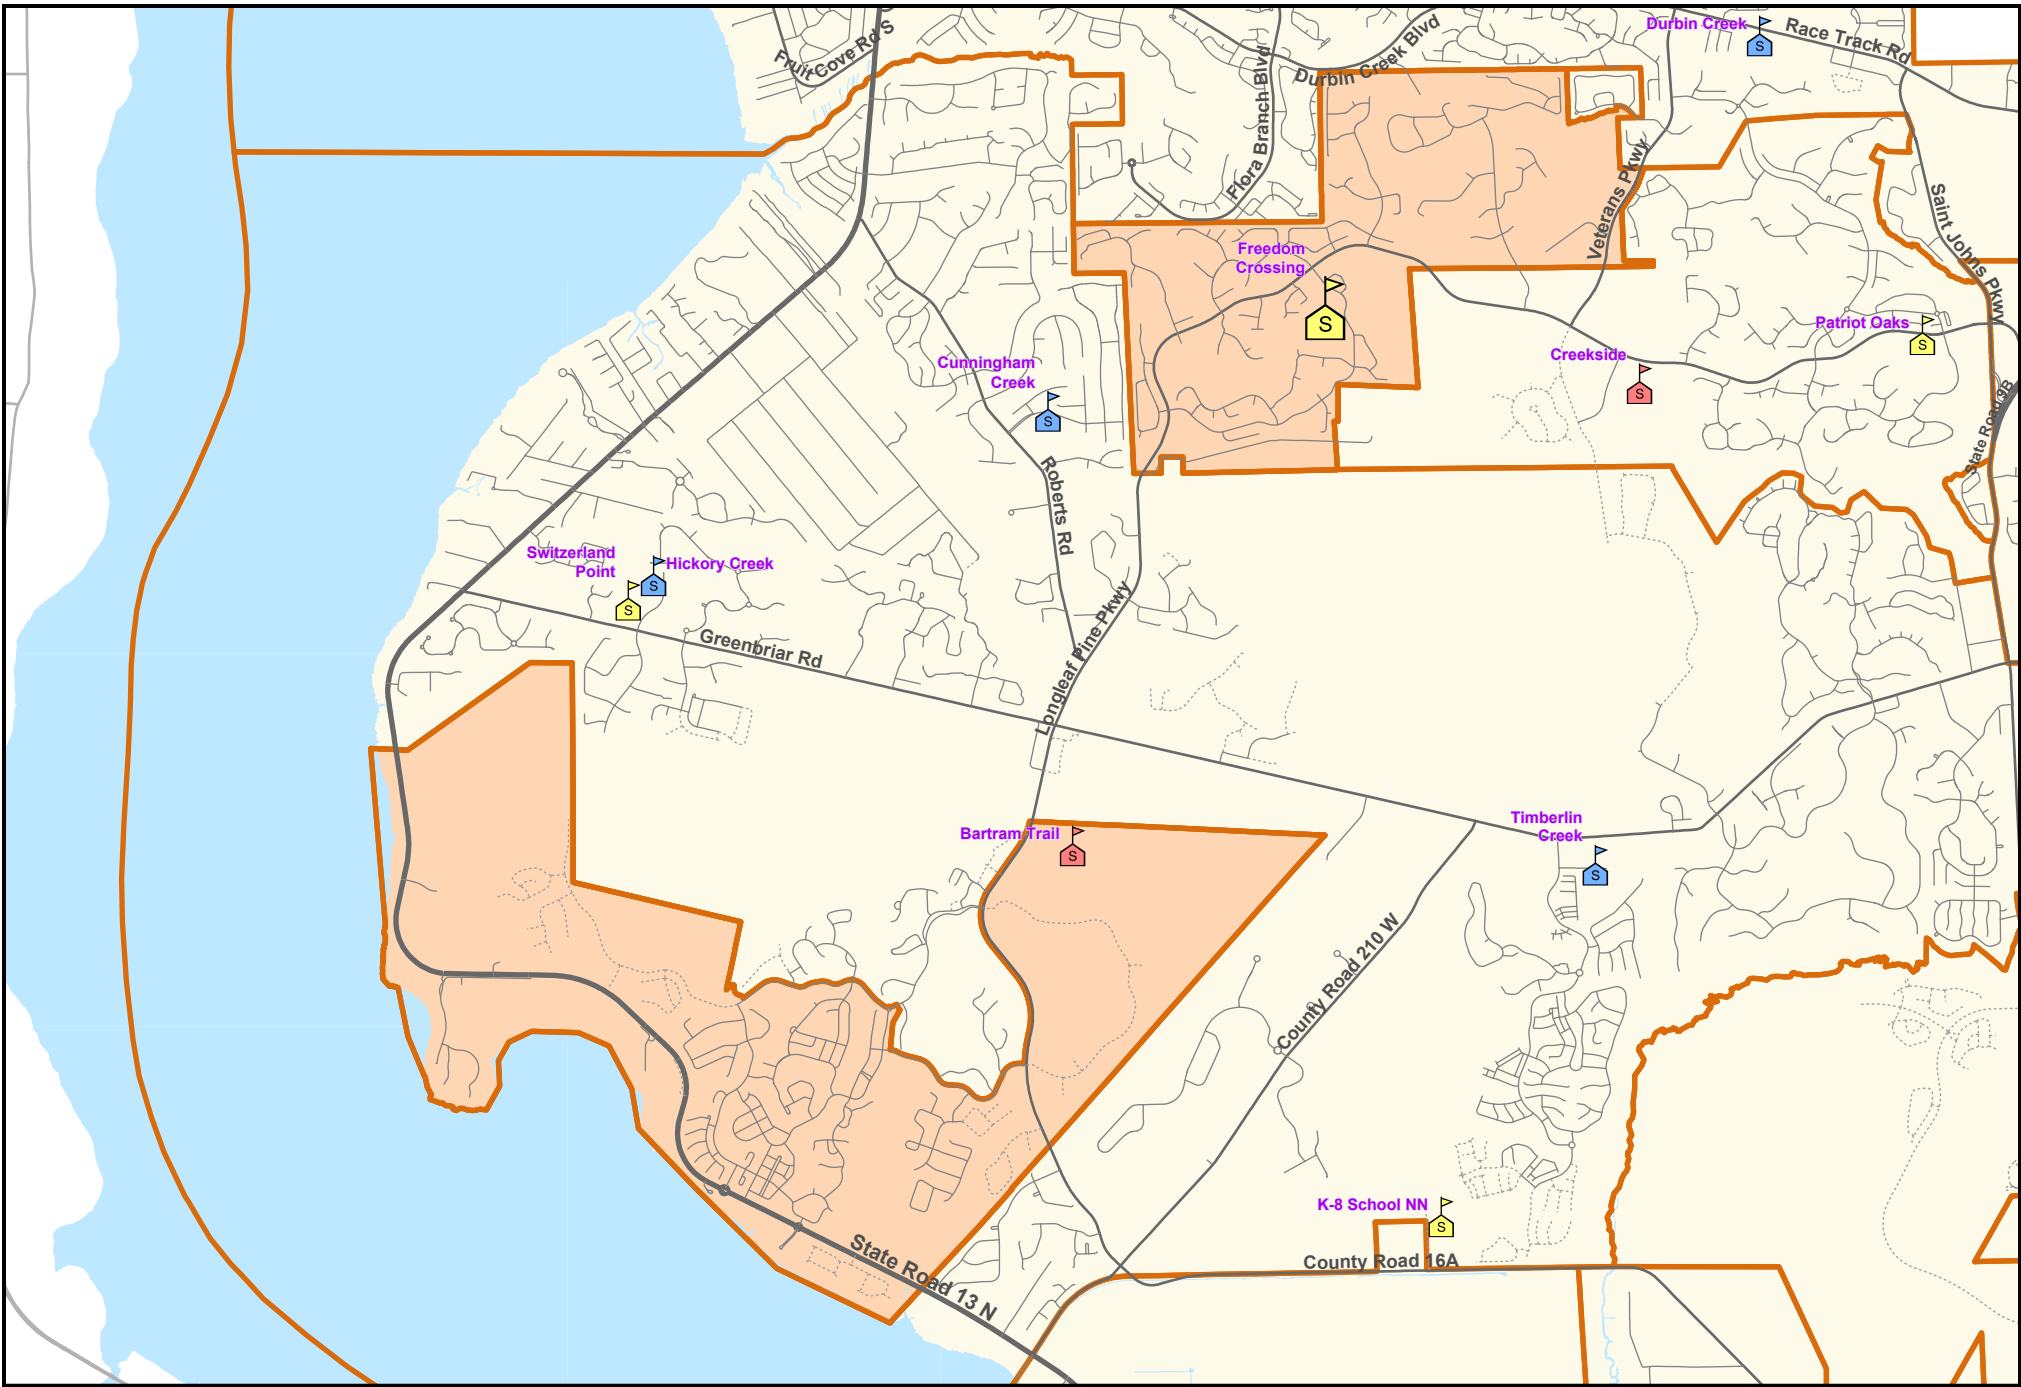 Fruit Cove Rd S
Durbin Creek Blvd
Flora Branch Blvd
Durbin Creek
S
Race Track Rd
Veterans Pkwy
Saint Johns Pkwy
Freedom
Crossing
S
Patriot Oaks
S
Creekside
S
Cunningham
Creek
S
State Road 9B
Roberts Rd
Switzerland
Point
S
Hickory Creek
S
Greenbriar Rd
Longleaf Pine Pkwy
Bartram Trail
S
Timberlin
Creek
S
County Road 210 W
K-8 School NN
S
County Road 16A
State Road 13 N